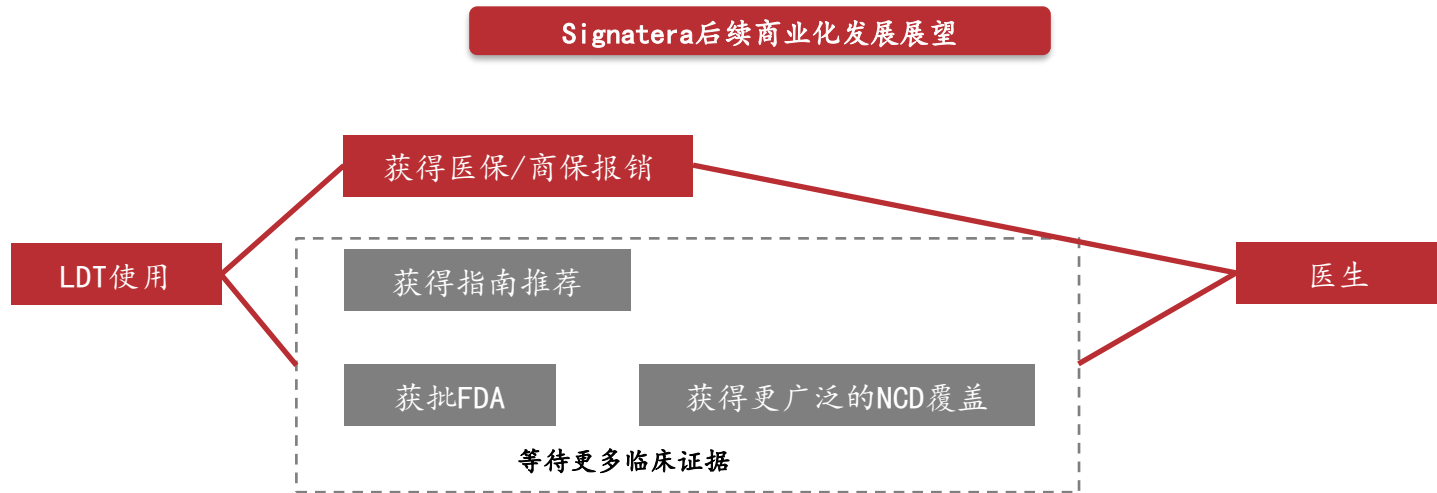 Signatera后续商业化发展展望
获得医保/商保报销
LDT使用
获得指南推荐
医生
获批FDA
获得更广泛的NCD覆盖
等待更多临床证据